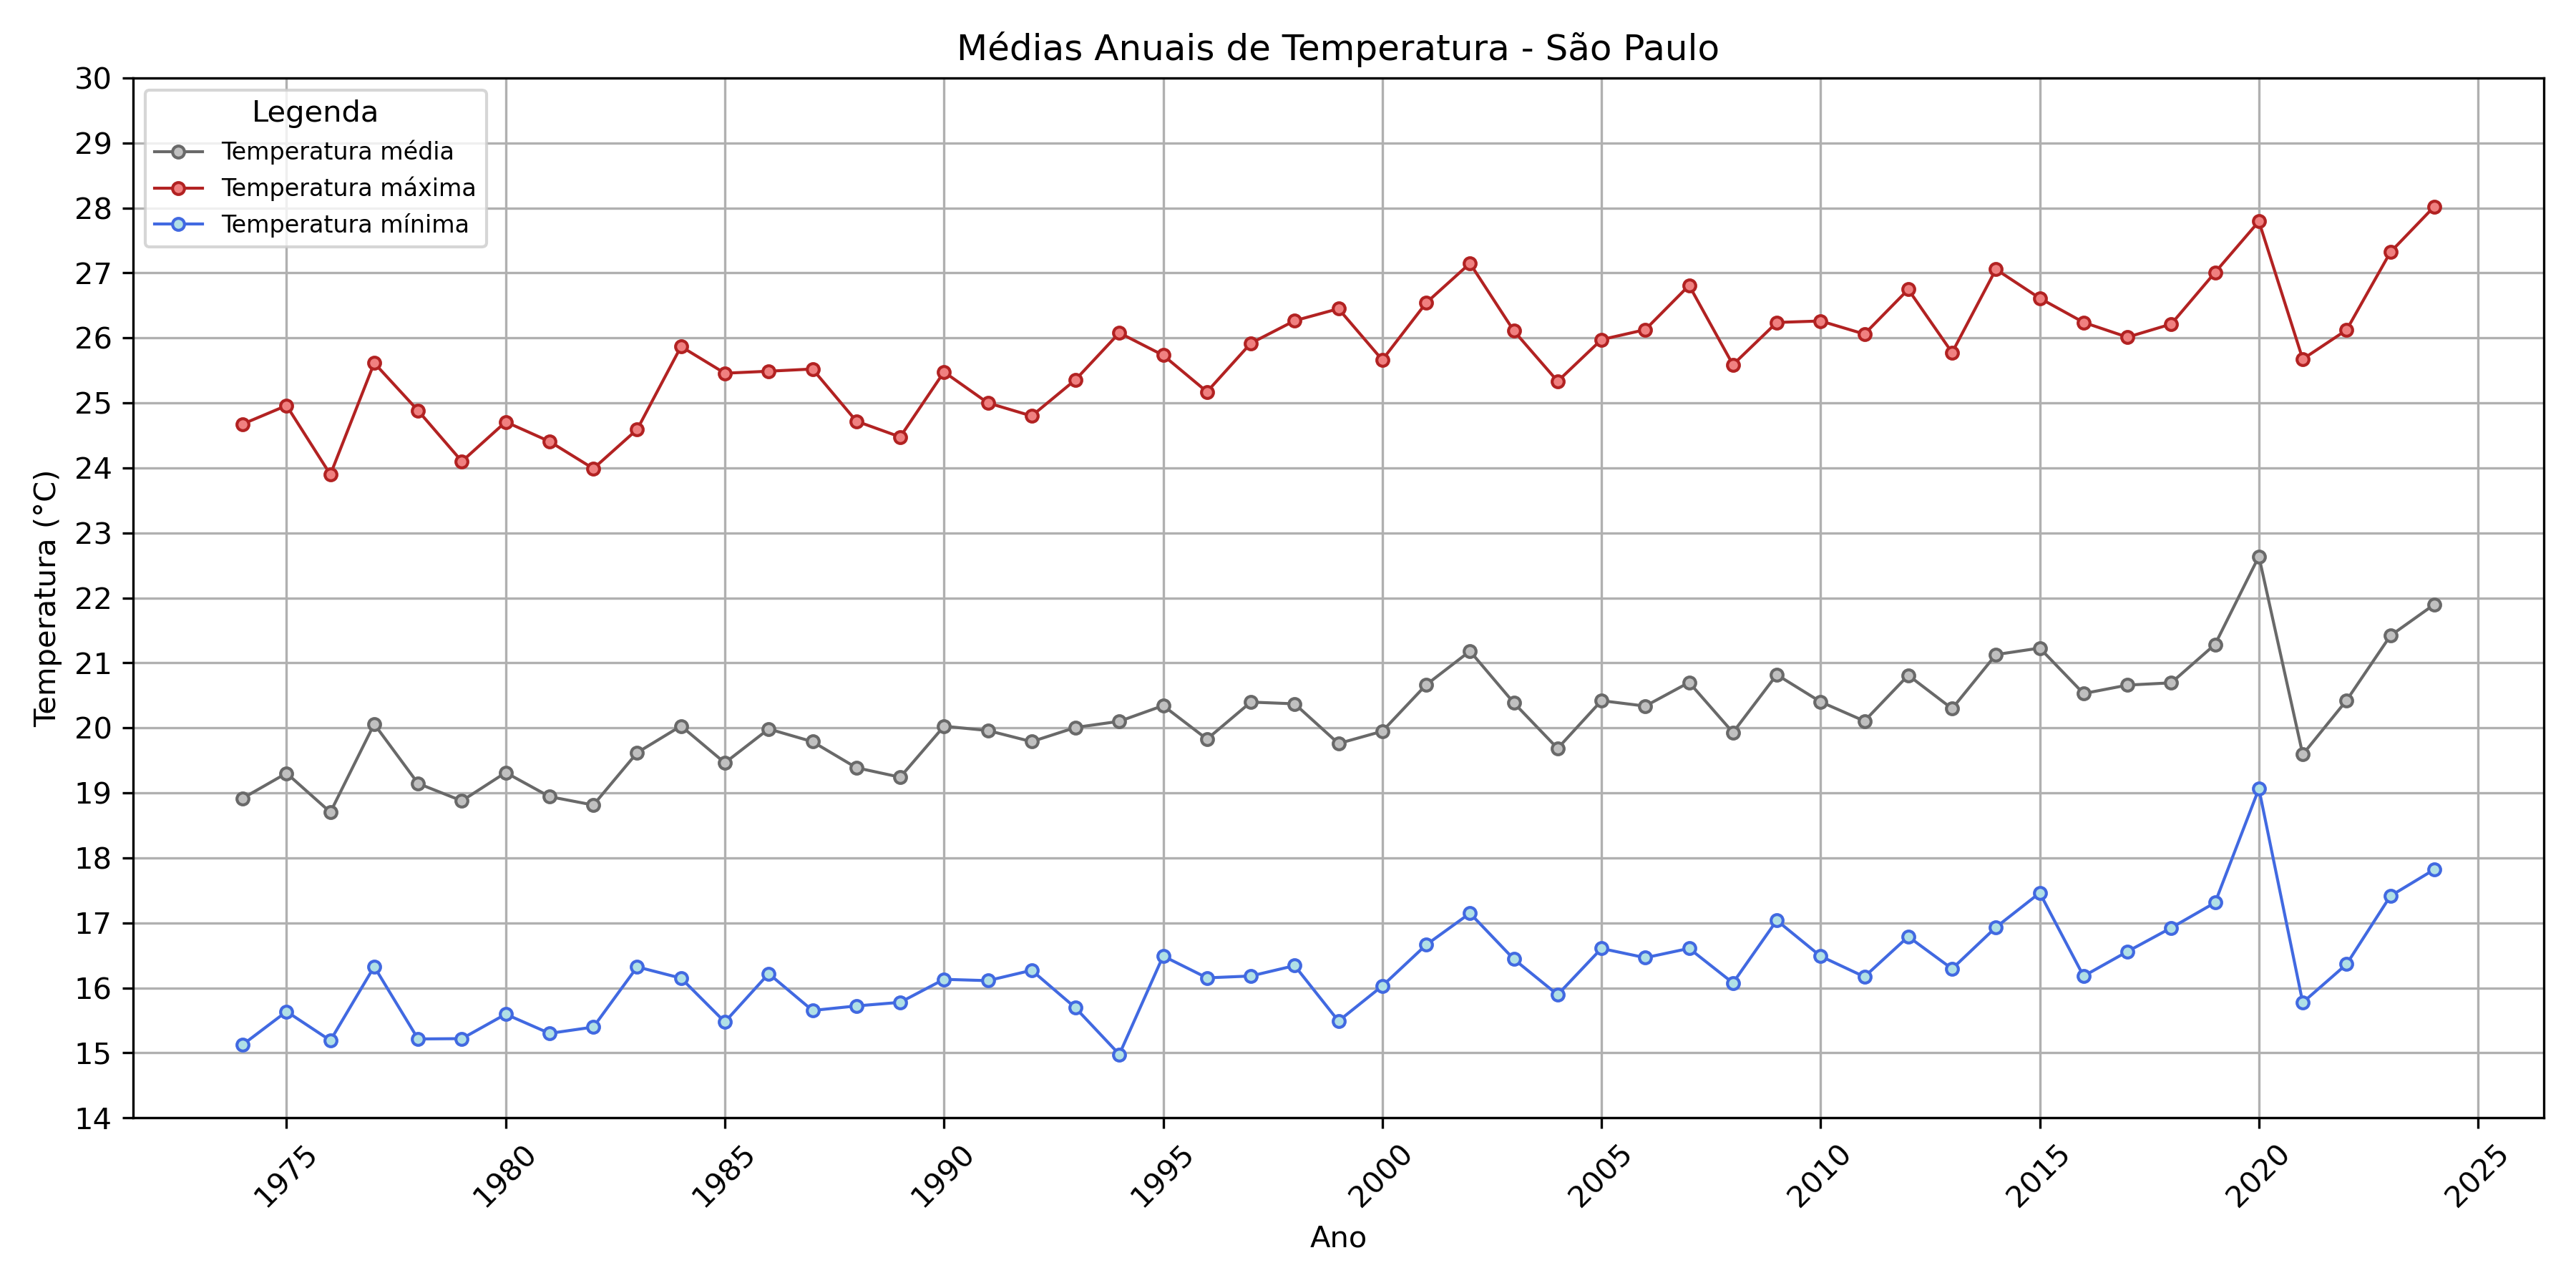 Médias Anuais de Temperatura - São Paulo
Legenda
Temperatura média
Temperatura máxima
Temperatura mínima
Temperatura (°C)
30
29
28
27
26
25
24
23
22
21
20
19
18
17
16
15
14
1975 1980 1985 1990 1995 2000 2005 2010 2015 2020 2025
Ano